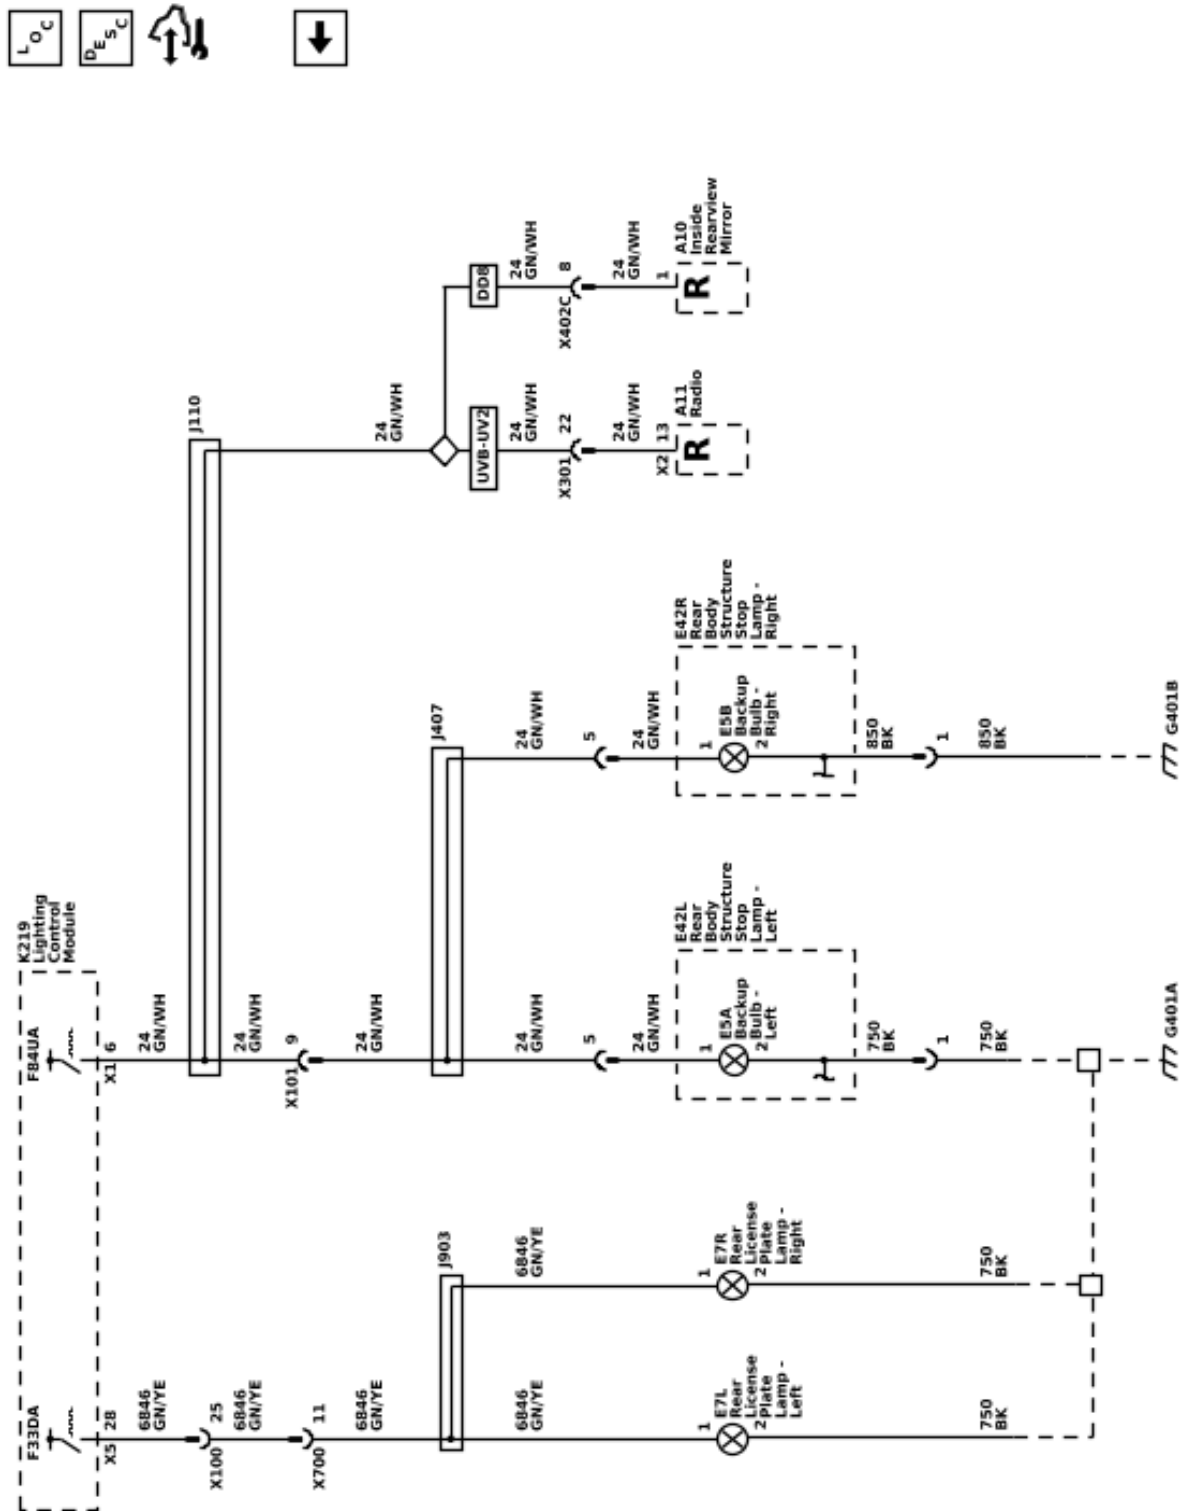 LOC
DESC
K219
Lighting
Control
Module
F33DA
F84UA
X5 28
X1 6
6846
GN/YE
24
GN/WH
J110
X100 25
6846
GN/YE
24
GN/WH
X101 9
X700 11
6846
GN/YE
24
GN/WH
24
GN/WH
J903
J407
UVB-UV2
DD8
6846
GN/YE
6846
GN/YE
24
GN/WH
24
GN/WH
24
GN/WH
24
GN/WH
5
5
X301 22
X402C 8
24
GN/WH
24
GN/WH
24
GN/WH
24
GN/WH
X2 13
1
R
A11
Radio
R
A10
Inside
Rearview
Mirror
E42L
Rear
Body
Structure
Stop
Lamp -
Left
E42R
Rear
Body
Structure
Stop
Lamp -
Right
1
2
E7L
Rear
License
Plate
Lamp -
Left
1
2
E7R
Rear
License
Plate
Lamp -
Right
1
2
E5A
Backup
Bulb -
Left
1
2
E5B
Backup
Bulb -
Right
750
BK
850
BK
1
1
750
BK
750
BK
750
BK
850
BK
G401A
G401B